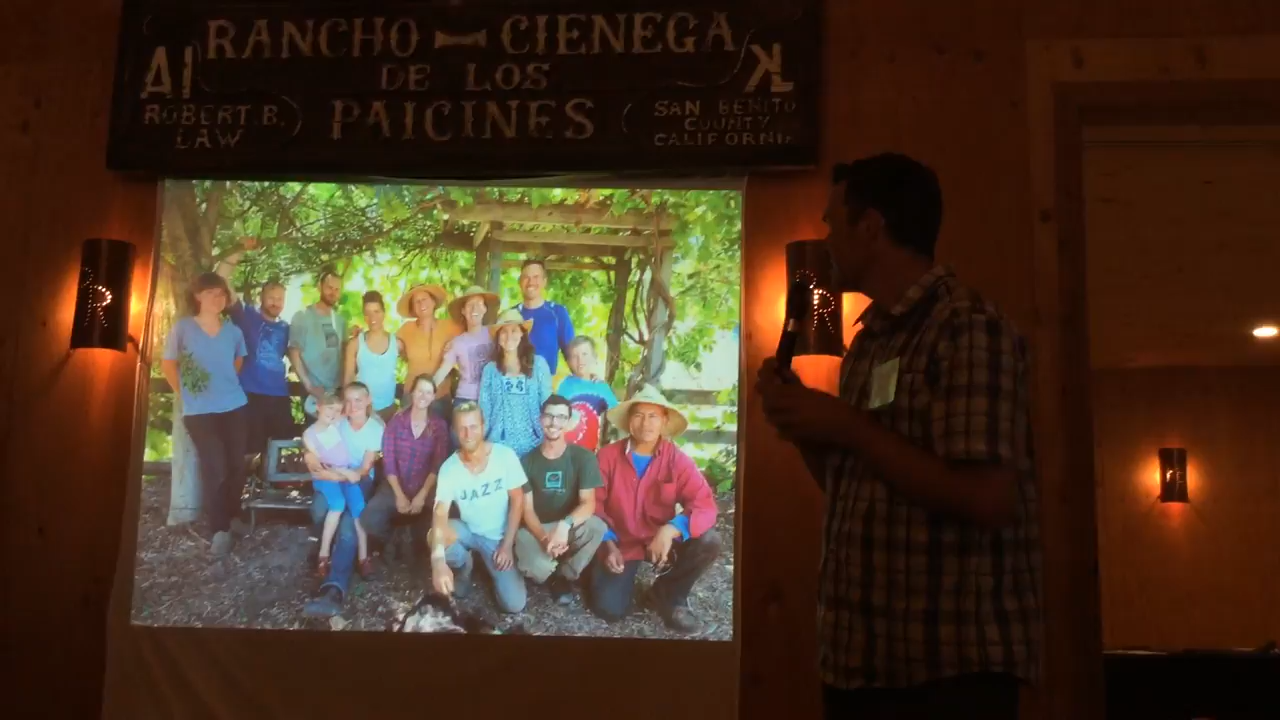 RANCHO CIENEGA
DE LOS
PAICINES
ROBERT B.
LAW
SAN BENITO
COUNTY
CALIFORNIA
JAZZ